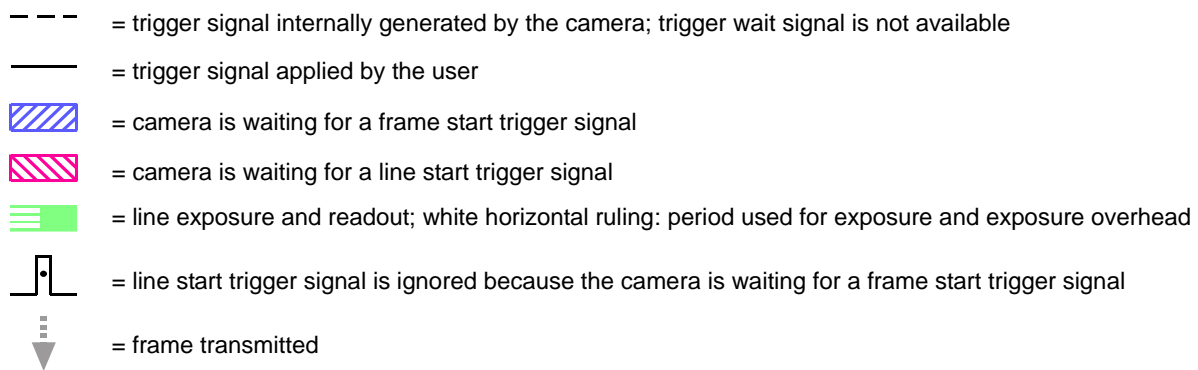 = trigger signal internally generated by the camera; trigger wait signal is not available
= trigger signal applied by the user
= camera is waiting for a frame start trigger signal
= camera is waiting for a line start trigger signal
= line exposure and readout; white horizontal ruling: period used for exposure and exposure overhead
= line start trigger signal is ignored because the camera is waiting for a frame start trigger signal
= frame transmitted